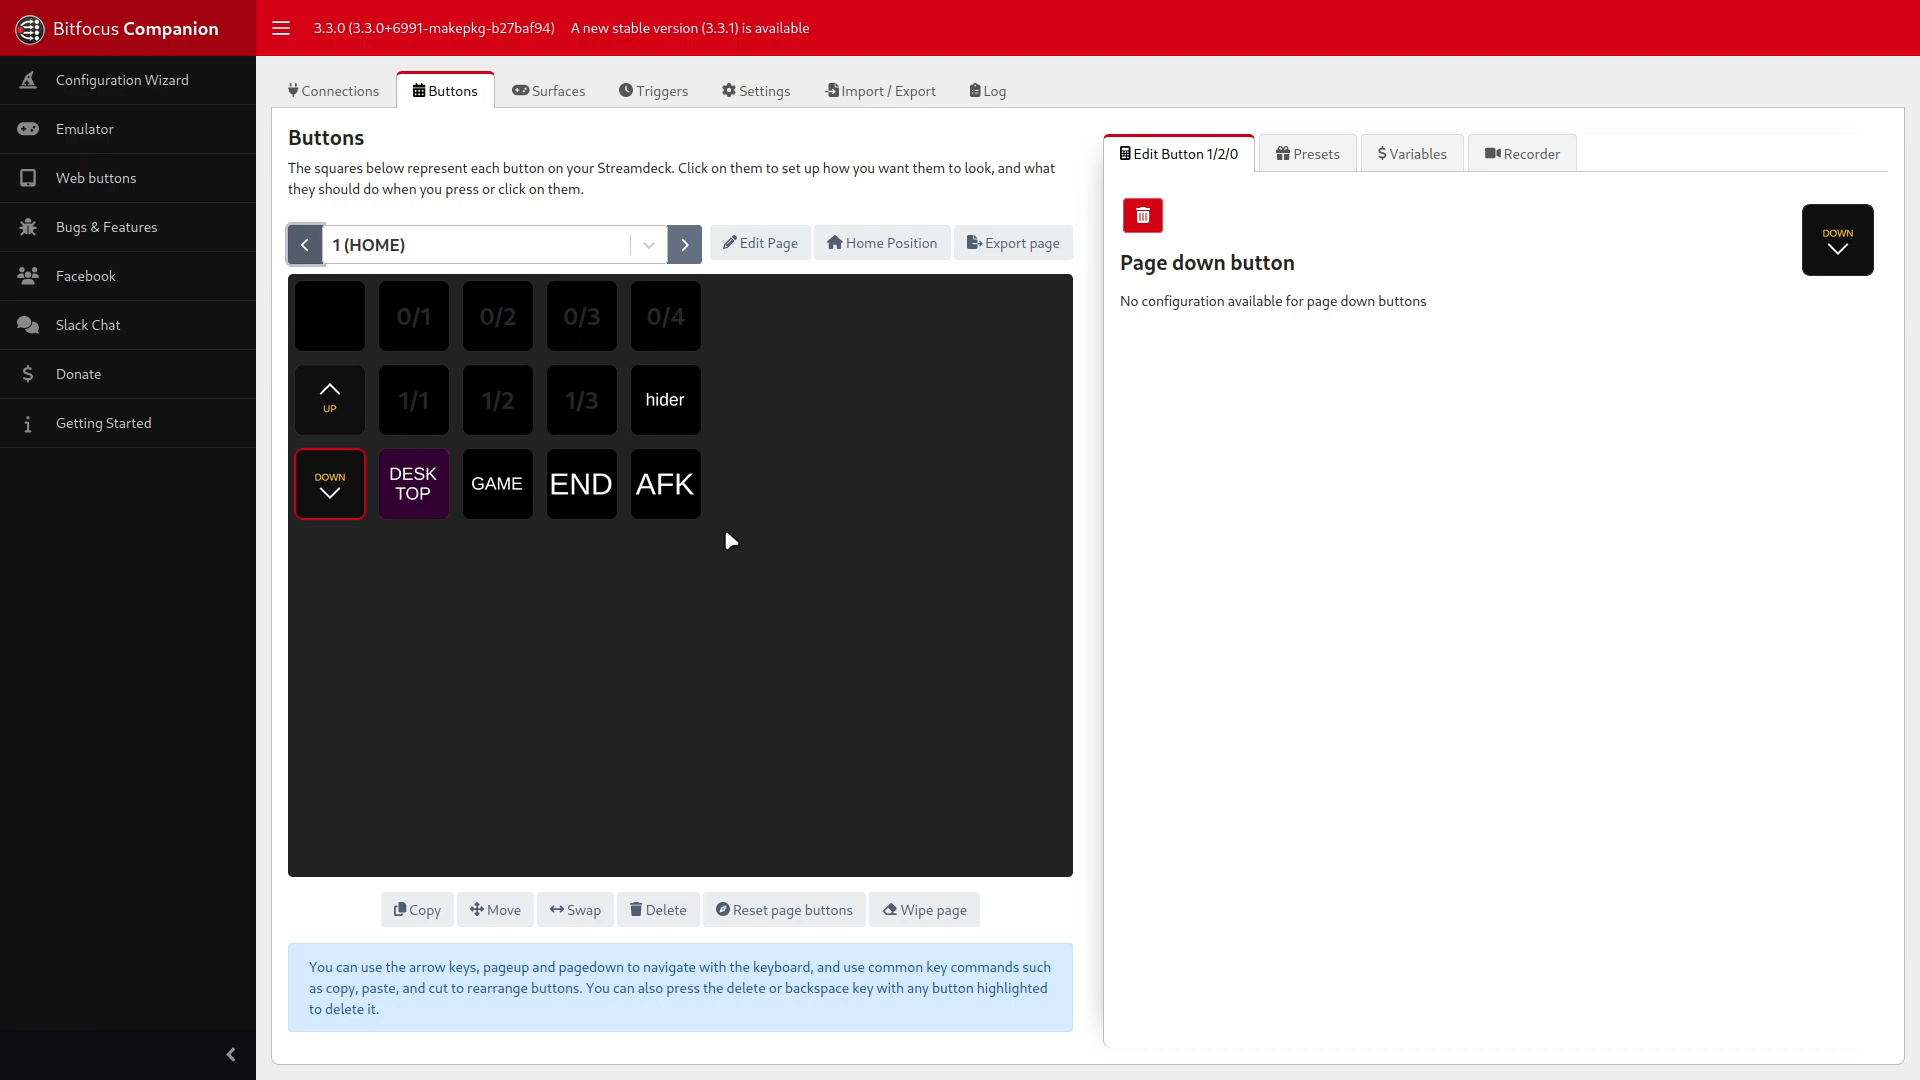 Bitfocus Companion
3.3.0 (3.3.0+6991-makepkg-b27baf94) A new stable version (3.3.1) is available
Configuration Wizard
Emulator
Web buttons
Bugs & Features
Facebook
Slack Chat
Donate
Getting Started
Connections
Buttons
Surfaces
Triggers
Settings
Import / Export
Log
Buttons
The squares below represent each button on your Streamdeck. Click on them to set up how you want them to look, and what
they should do when you press or click on them.
1 (HOME)
Edit Page
Home Position
Export page
0/1
0/2
0/3
0/4
UP
1/1
1/2
1/3
hider
DOWN
DESK
TOP
GAME
END
AFK
Copy
Move
Swap
Delete
Reset page buttons
Wipe page
You can use the arrow keys, pageup and pagedown to navigate with the keyboard, and use common key commands such
as copy, paste, and cut to rearrange buttons. You can also press the delete or backspace key with any button highlighted
to delete it.
Edit Button 1/2/0
Presets
$ Variables
Recorder
DOWN
Page down button
No configuration available for page down buttons